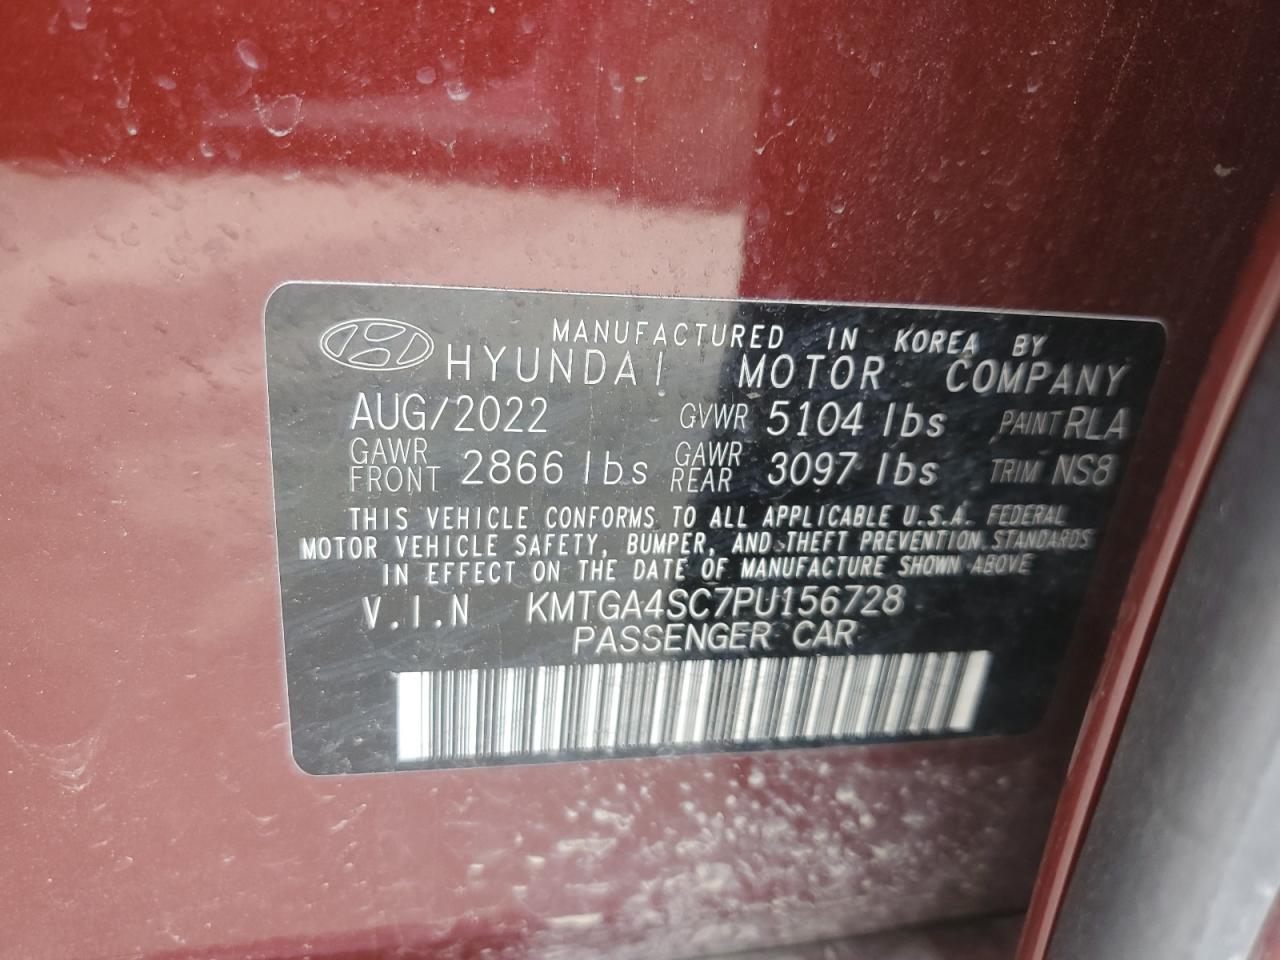 MANUFACTURED IN KOREA BY
HYUNDAI MOTOR COMPANY
AUG/2022 GVWR 5104 lbs PAINT RLA
GAWR FRONT 2866 lbs GAWR REAR 3097 lbs TRIM NS8
THIS VEHICLE CONFORMS TO ALL APPLICABLE U.S.A. FEDERAL
MOTOR VEHICLE SAFETY, BUMPER, AND THEFT PREVENTION STANDARDS
IN EFFECT ON THE DATE OF MANUFACTURE SHOWN ABOVE
V.I.N KMTGA4SC7PU156728
PASSENGER CAR